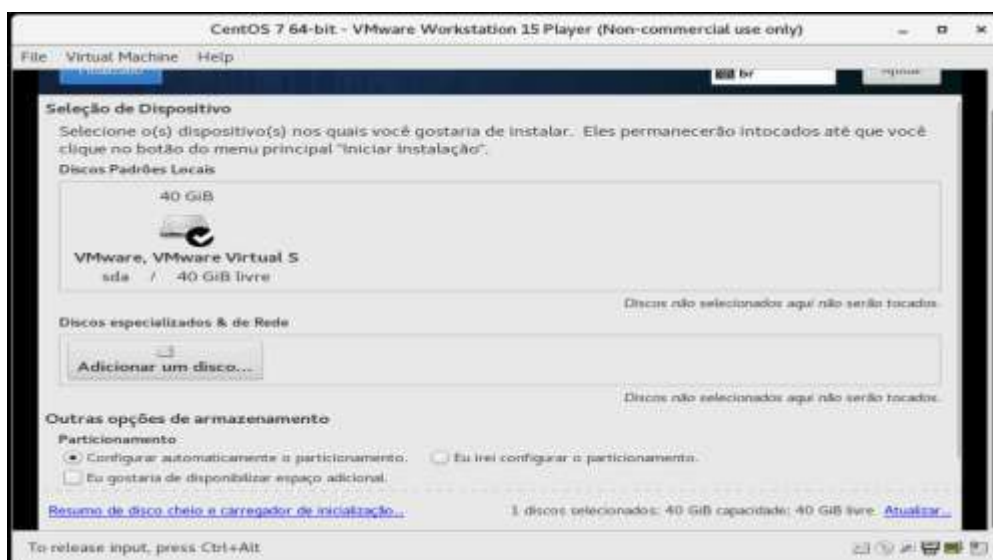 CentOS 7 64-bit - VMware Workstation 15 Player (Non-commercial use only)
File Virtual Machine Help
br
Seleção de Dispositivo
Selecione o(s) dispositivo(s) nos quais você gostaria de instalar. Eles permanecerão intocados até que você
clique no botão do menu principal "Iniciar Instalação".
Discos Padrões Locais
40 GiB
VMware, VMware Virtual S
sda / 40 GiB livre
Discos não selecionados aqui não serão tocados.
Discos especializados & de Rede
Adicionar um disco...
Discos não selecionados aqui não serão tocados.
Outras opções de armazenamento
Particionamento
Configurar automaticamente o particionamento. Eu irei configurar o particionamento.
Eu gostaria de disponibilizar espaço adicional.
Resumo de disco cheio e carregador de inicialização... 1 discos selecionados; 40 GiB capacidade; 40 GiB livre Atualizar...
To release input, press Ctrl+Alt